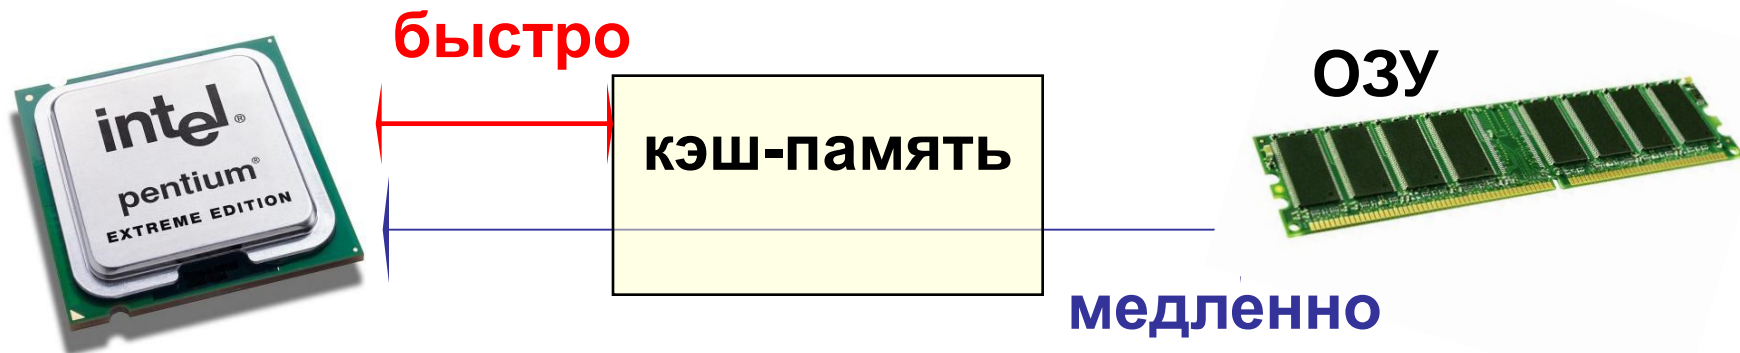 быстро
ОЗУ
intel®
pentium®
EXTREME EDITION
кэш-память
медленно